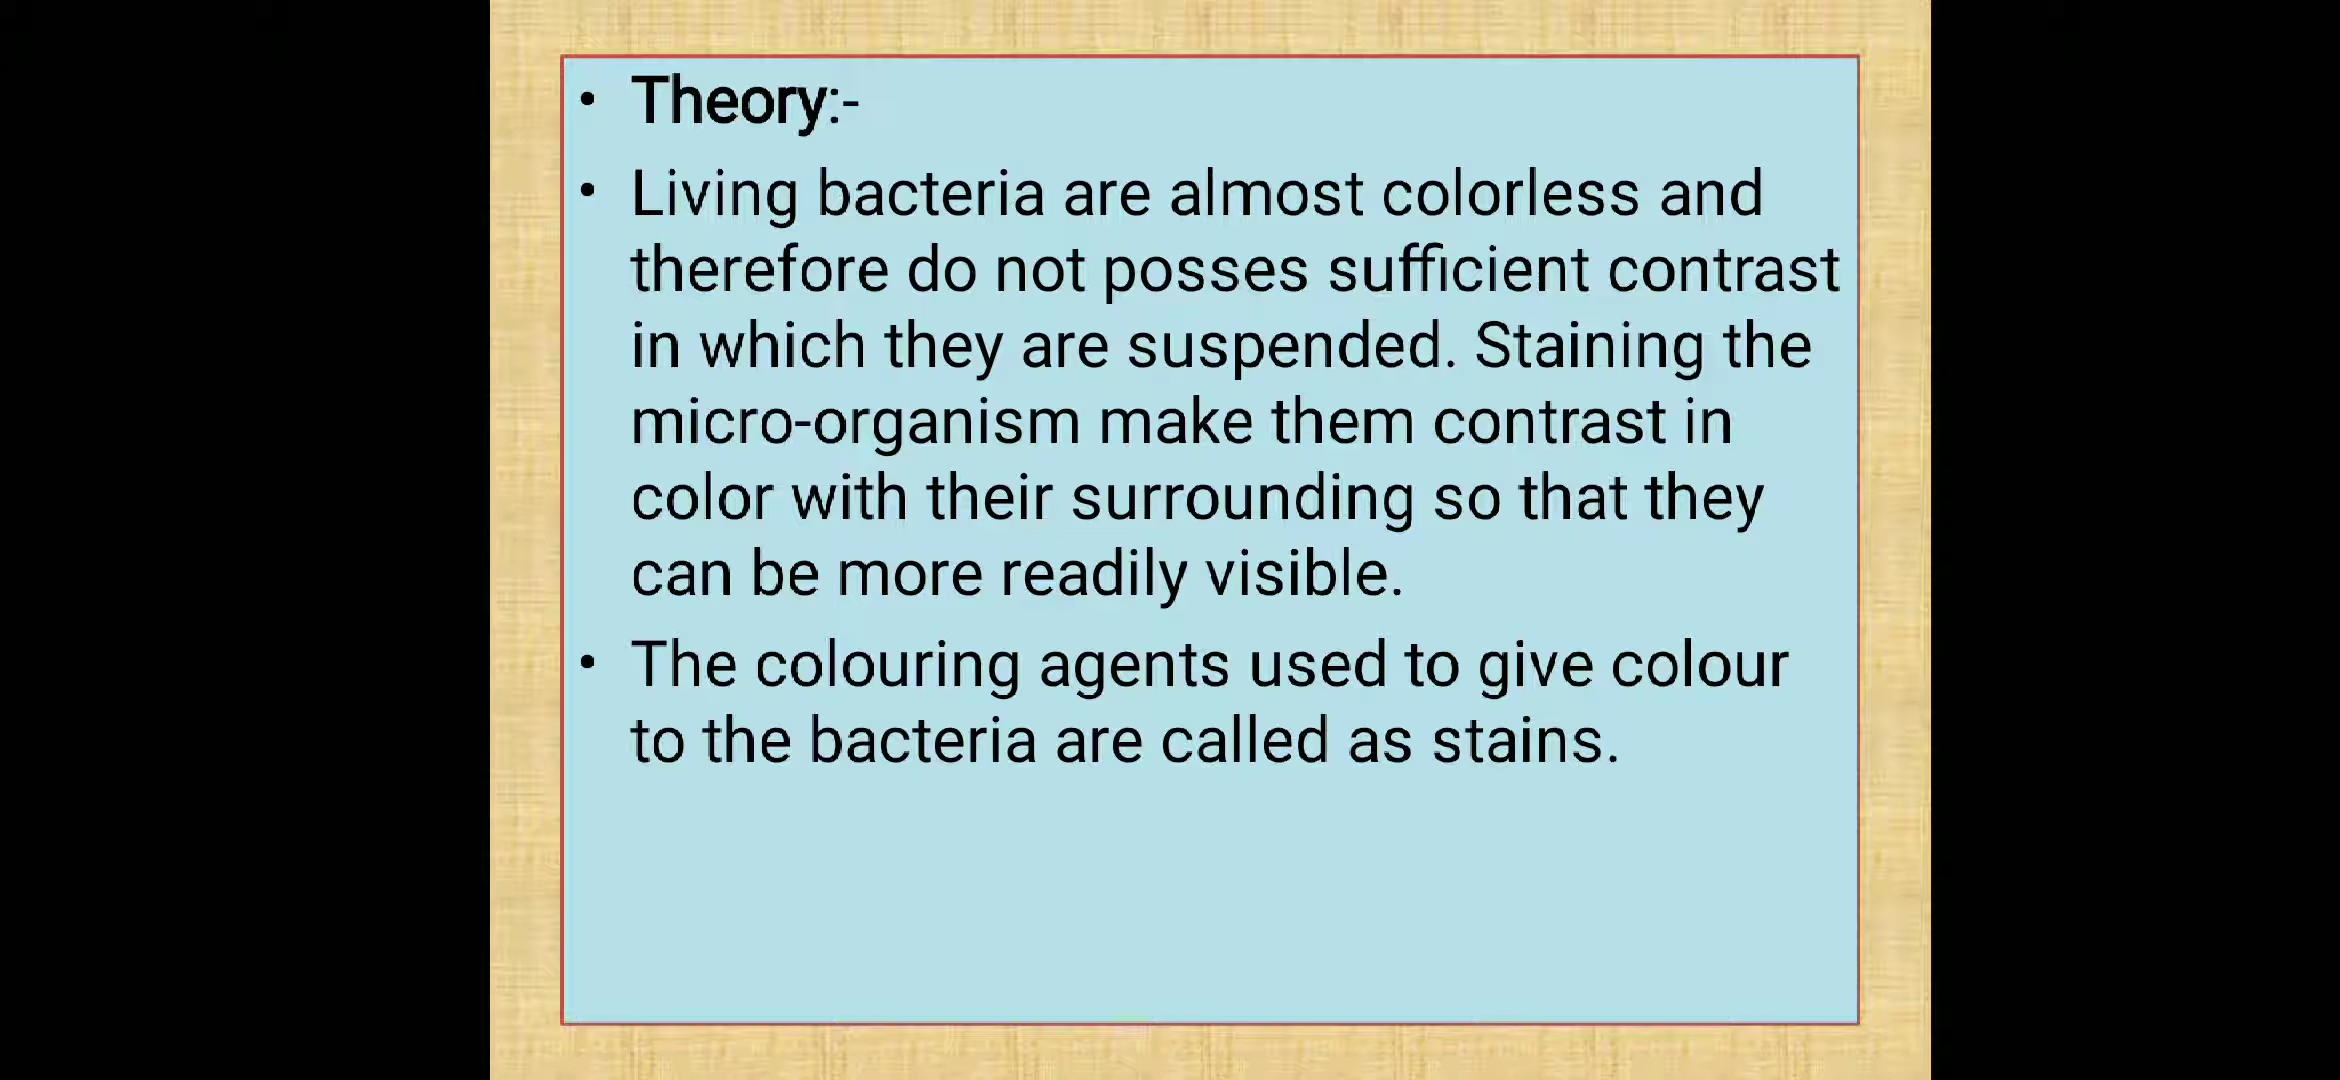 • Theory:-
• Living bacteria are almost colorless and
therefore do not posses sufficient contrast
in which they are suspended. Staining the
micro-organism make them contrast in
color with their surrounding so that they
can be more readily visible.
• The colouring agents used to give colour
to the bacteria are called as stains.